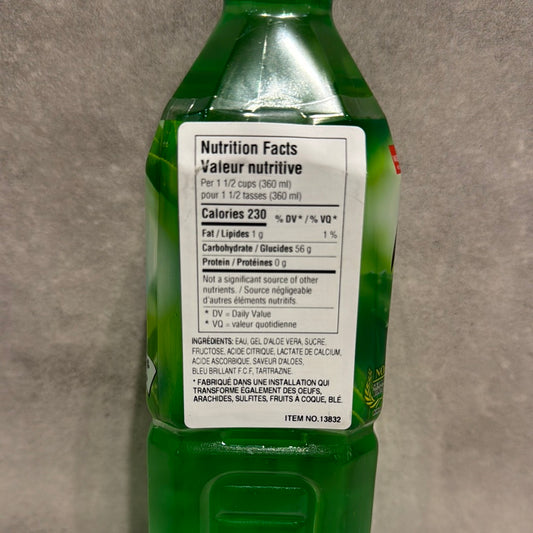 Nutrition Facts
Valeur nutritive
Per 1 1/2 cups (360 ml)
pour 1 1/2 tasses (360 ml)
Calories 230 % DV* / % VQ*
Fat / Lipides 1 g 1 %
Carbohydrate / Glucides 56 g
Protein / Protéines 0 g
Not a significant source of other
nutrients. / Source négligeable
d'autres éléments nutritifs.
* DV = Daily Value
* VQ = valeur quotidienne
INGRÉDIENTS: EAU, GEL D'ALOE VERA, SUCRE,
FRUCTOSE, ACIDE CITRIQUE, LACTATE DE CALCIUM,
ACIDE ASCORBIQUE, SAVEUR D'ALOES,
BLEU BRILLANT F.C.F, TARTRAZINE.
* FABRIQUÉ DANS UNE INSTALLATION QUI
TRANSFORME ÉGALEMENT DES OEUFS,
ARACHIDES, SULFITES, FRUITS À COQUE, BLÉ.
ITEM NO.13832